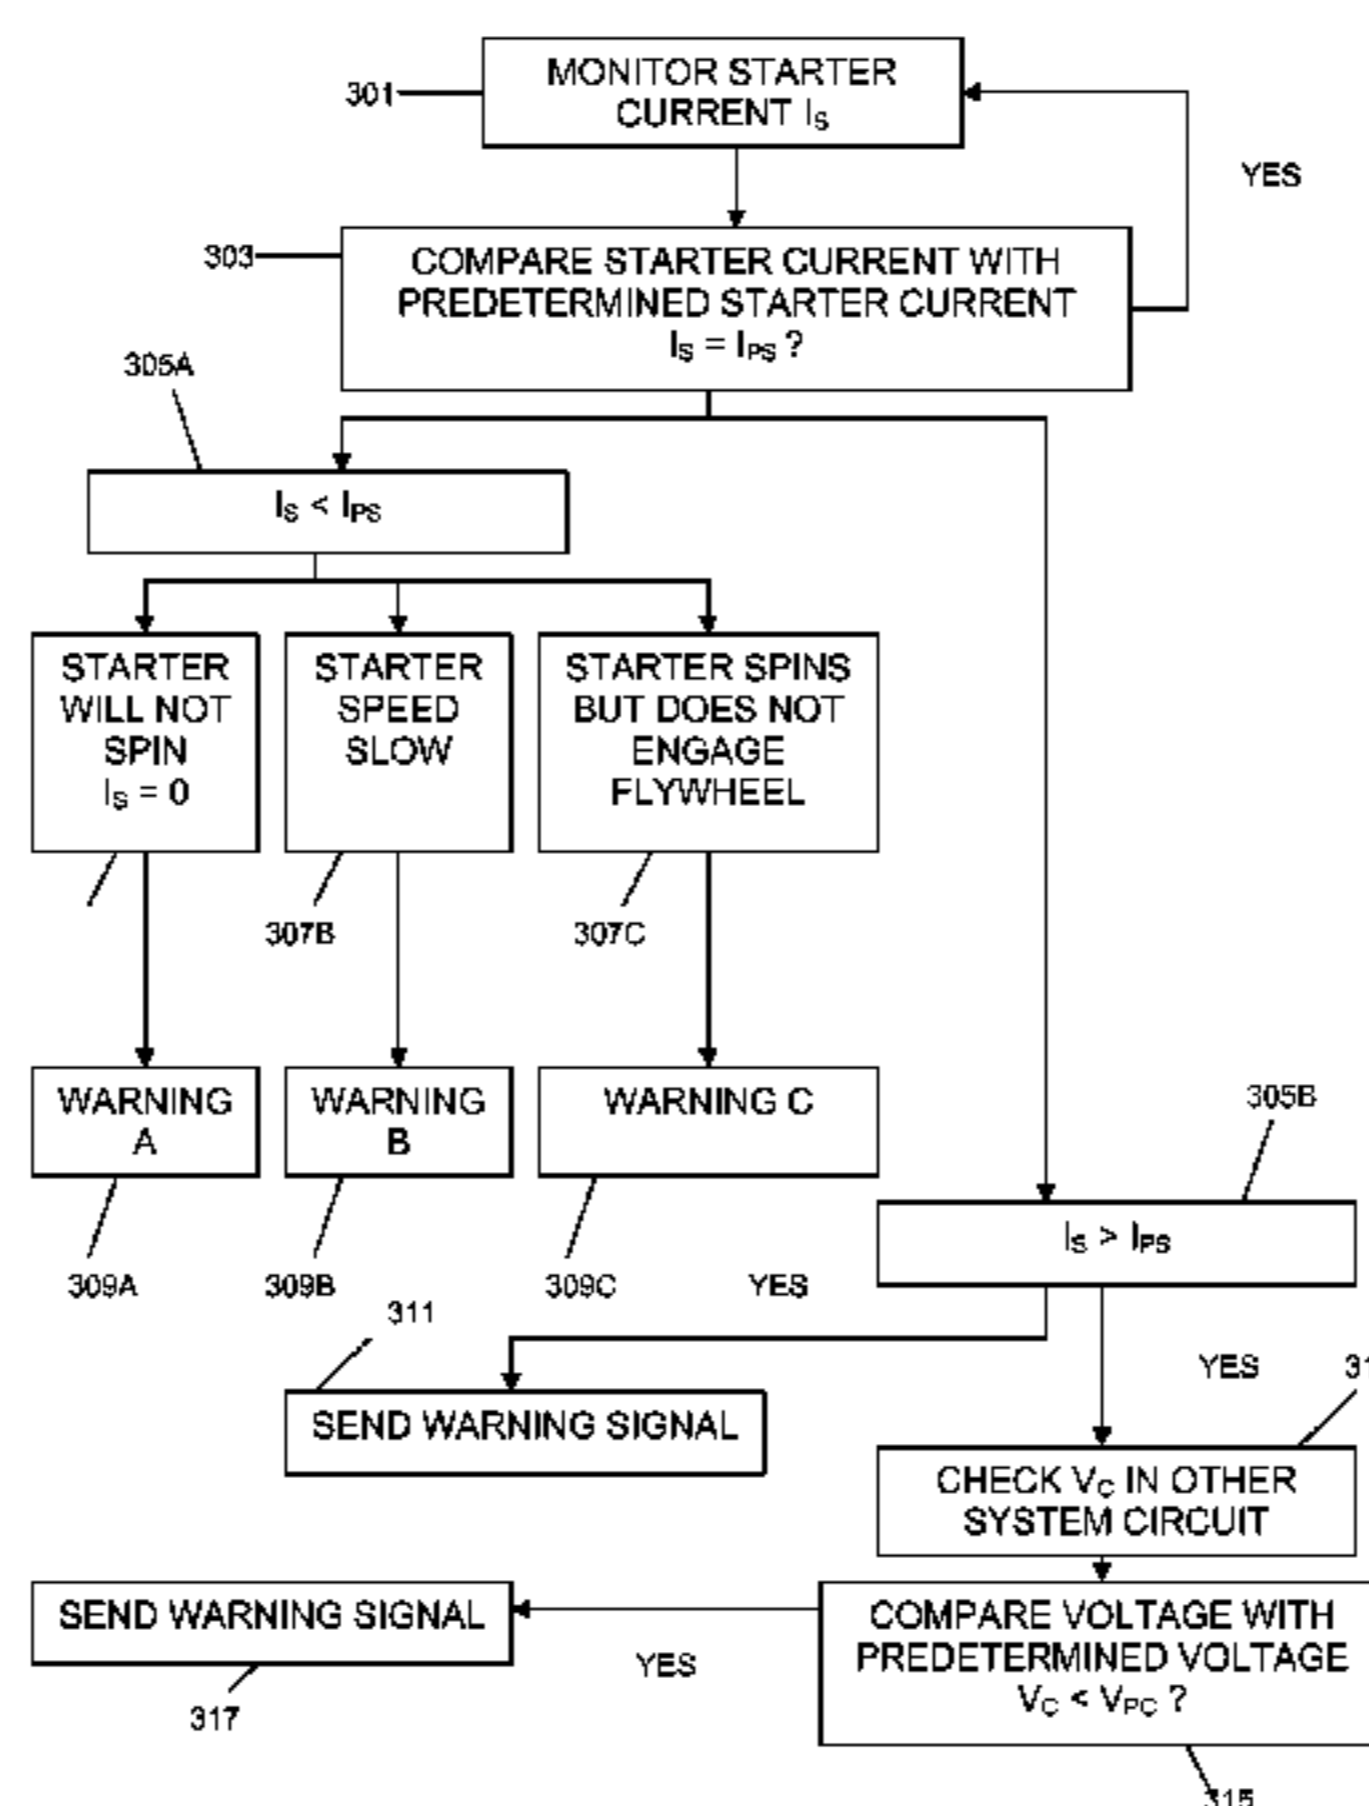 MONITOR STARTER
CURRENT IS
301
YES
303
COMPARE STARTER CURRENT WITH
PREDETERMINED STARTER CURRENT
IS = IPS ?
305A
IS < IPS
STARTER
WILL NOT
SPIN
IS = 0
STARTER
SPEED
SLOW
STARTER SPINS
BUT DOES NOT
ENGAGE
FLYWHEEL
307B
307C
WARNING
A
WARNING
B
WARNING C
305B
IS > IPS
309A
309B
309C
YES
311
YES
SEND WARNING SIGNAL
CHECK VC IN OTHER
SYSTEM CIRCUIT
SEND WARNING SIGNAL
COMPARE VOLTAGE WITH
PREDETERMINED VOLTAGE
VC < VPC ?
YES
317
315